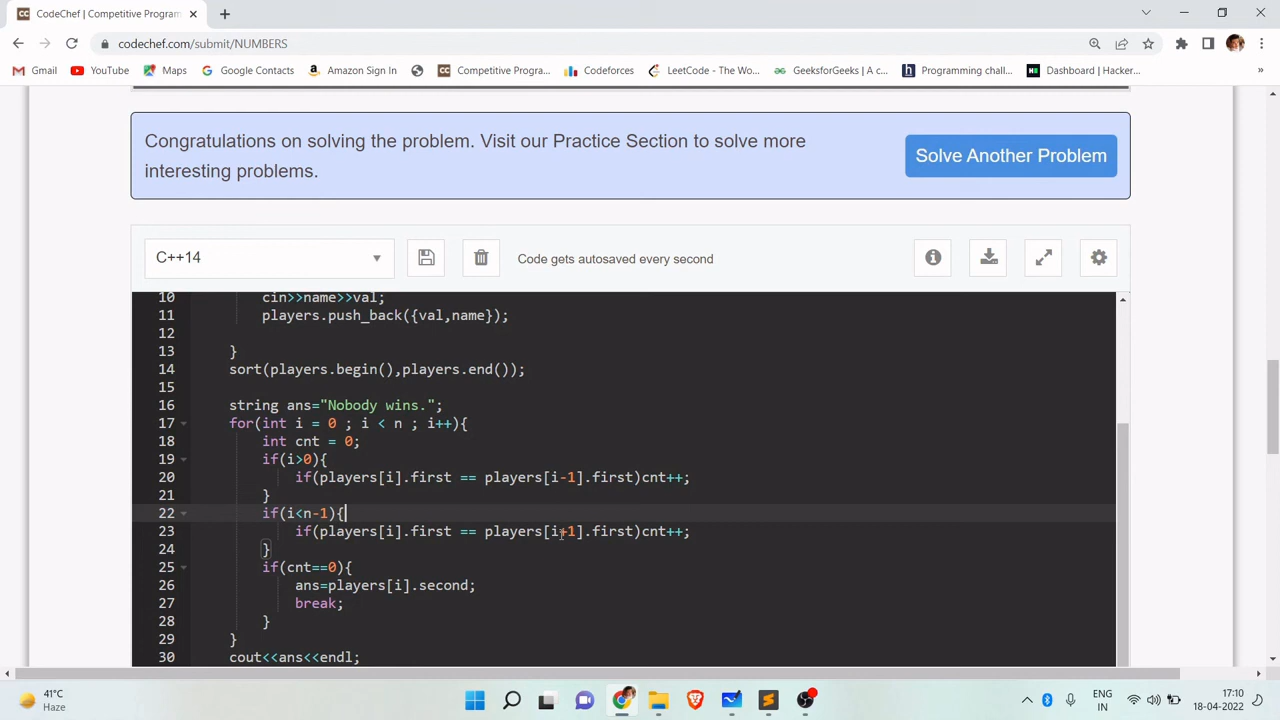 CodeChef | Competitive Program
codechef.com/submit/NUMBERS
Gmail YouTube Maps Google Contacts Amazon Sign In Competitive Progra... Codeforces LeetCode - The Wo... GeeksforGeeks | A c... Programming chall... Dashboard | Hacker... »
Congratulations on solving the problem. Visit our Practice Section to solve more
interesting problems.
Solve Another Problem
C++14
Code gets autosaved every second
10 cin>>name>>val;
11 players.push_back({val,name});
12
13 }
14 sort(players.begin(),players.end());
15
16 string ans="Nobody wins.";
17 for(int i = 0 ; i < n ; i++){
18 int cnt = 0;
19 if(i>0){
20 if(players[i].first == players[i-1].first)cnt++;
21 }
22 if(i<n-1){
23 if(players[i].first == players[i+1].first)cnt++;
24 }
25 if(cnt==0){
26 ans=players[i].second;
27 break;
28 }
29 }
30 cout<<ans<<endl;
41°C
Haze
ENG
IN
17:10
18-04-2022